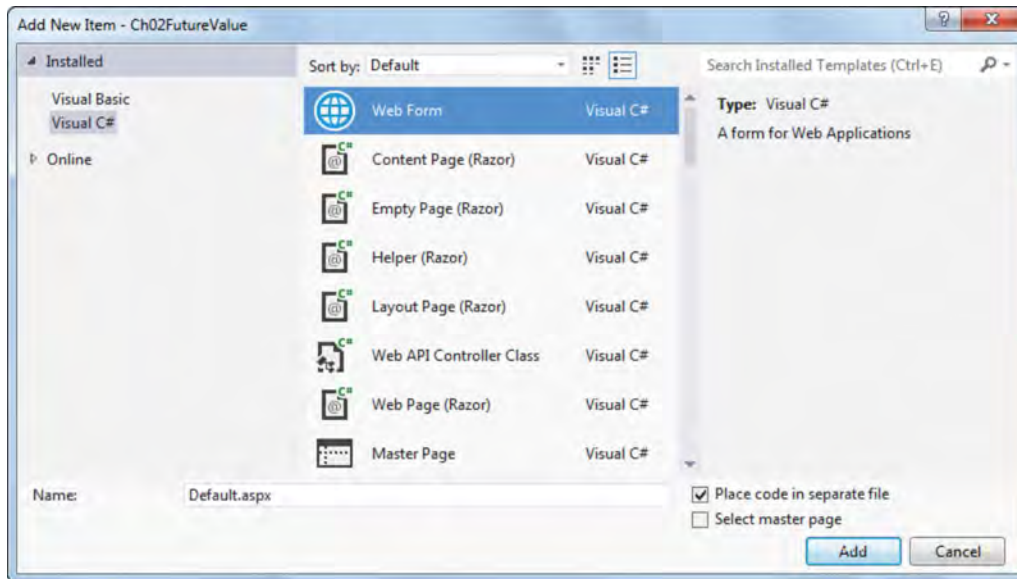 Add New Item - Ch02FutureValue
Installed
Visual Basic
Visual C#
Online
Sort by: Default
Search Installed Templates (Ctrl+E)
Web Form Visual C#
Content Page (Razor) Visual C#
Empty Page (Razor) Visual C#
Helper (Razor) Visual C#
Layout Page (Razor) Visual C#
Web API Controller Class Visual C#
Web Page (Razor) Visual C#
Master Page Visual C#
Type: Visual C#
A form for Web Applications
Name: Default.aspx
Place code in separate file
Select master page
Add Cancel